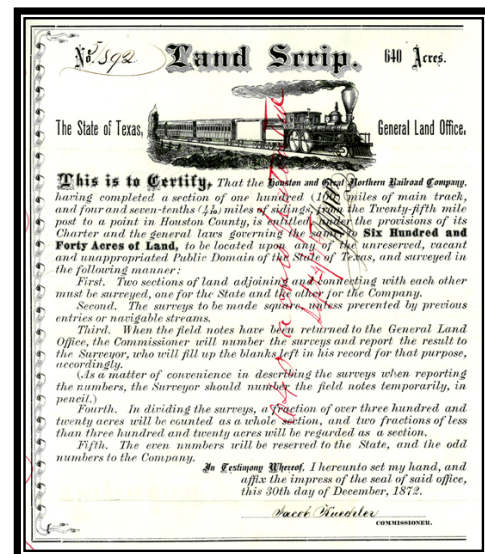 No. 1892 Land Scrip. 640 Acres.
The State of Texas, General Land Office.
This is to Certify, That the Houston and Great Northern Railroad Company,
having completed a section of one hundred (100) miles of main track,
and four and seven-tenths (4 7/10) miles of sidings, from the Twenty-fifth mile
post to a point in Houston County, is entitled, under the provisions of its
Charter and the general laws governing the same, to Six Hundred and
Forty Acres of Land, to be located upon any of the unreserved, vacant
and unappropriated Public Domain of the State of Texas, and surveyed in
the following manner:
First. Two sections of land adjoining and connecting with each other
must be surveyed, one for the State and the other for the Company.
Second. The surveys to be made square, unless prevented by previous
entries or navigable streams.
Third. When the field notes have been returned to the General Land
Office, the Commissioner will number the surveys and report the result to
the Surveyor, who will fill up the blanks left in his record for that purpose,
accordingly.
(As a matter of convenience in describing the surveys when reporting
the numbers, the Surveyor should number the field notes temporarily, in
pencil.)
Fourth. In dividing the surveys, a fraction of over three hundred and
twenty acres will be counted as a whole section, and two fractions of less
than three hundred and twenty acres will be regarded as a section.
Fifth. The even numbers will be reserved to the State, and the odd
numbers to the Company.
In Testimony Whereof, I hereunto set my hand, and
affix the impress of the seal of said office,
this 30th day of December, 1872.
Jacob Kuechler
COMMISSIONER.